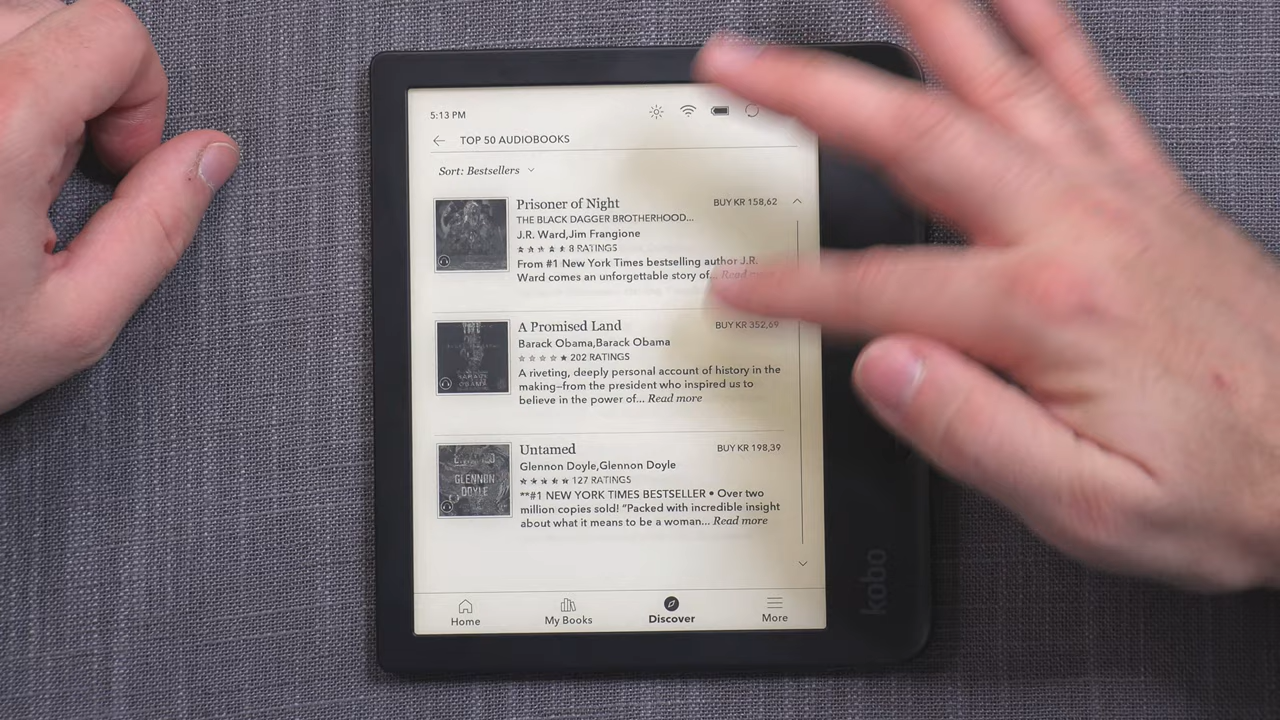 5:13 PM
TOP 50 AUDIOBOOKS
Sort: Bestsellers
Prisoner of Night
BUY KR 158,62
THE BLACK DAGGER BROTHERHOOD...
J.R. Ward,Jim Frangione
8 RATINGS
From #1 New York Times bestselling author J.R.
Ward comes an unforgettable story of... Read more
A Promised Land
BUY KR 352,69
Barack Obama,Barack Obama
202 RATINGS
A riveting, deeply personal account of history in the
making—from the president who inspired us to
believe in the power of... Read more
GLENNON
DOYLE
Untamed
BUY KR 198,39
Glennon Doyle,Glennon Doyle
127 RATINGS
**#1 NEW YORK TIMES BESTSELLER • Over two
million copies sold! “Packed with incredible insight
about what it means to be a woman... Read more
Home
My Books
Discover
More
kobo